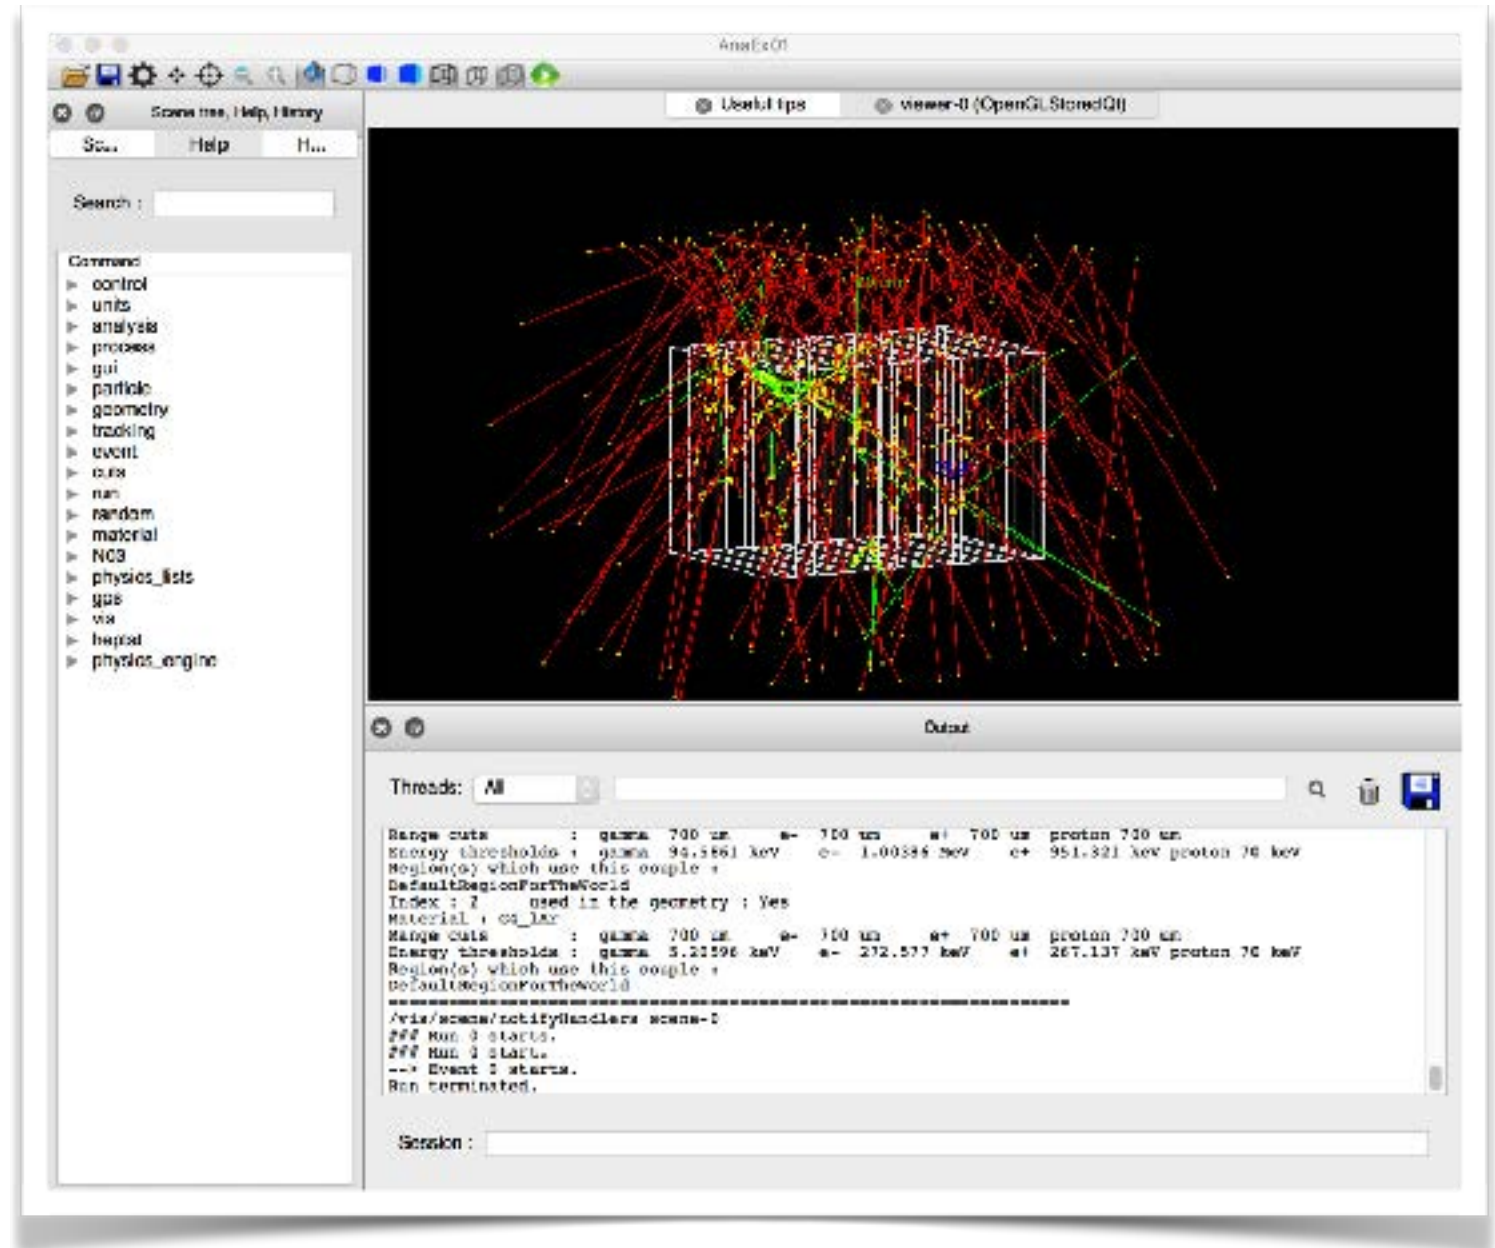 AnaEx01
Useful tips
viewer-0 (OpenGLStoredQt)
Scene tree, Help, History
Sc...
Help
H...
Search :
Command
control
units
analysis
process
gui
particle
geometry
tracking
event
cuts
run
random
material
N03
physics_lists
gps
vis
heptst
physics_engine
Output
Threads: All
Range cuts : gamma 700 um e- 700 um e+ 700 um proton 700 um
Energy thresholds : gamma 94.5861 keV e- 1.00386 MeV e+ 951.321 keV proton 70 keV
Region(s) which use this couple :
DefaultRegionForTheWorld
Index : 2 used in the geometry : Yes
Material : G4_lAr
Range cuts : gamma 700 um e- 700 um e+ 700 um proton 700 um
Energy thresholds : gamma keV e- 272.577 keV e+ 267.137 keV proton 70 keV
Region(s) which use this couple :
DefaultRegionForTheWorld
====================================================================
/vis/scene/notifyHandlers scene-0
### Run 0 starts.
### Run 0 start.
--> Event 0 starts.
Run terminated.
Session :